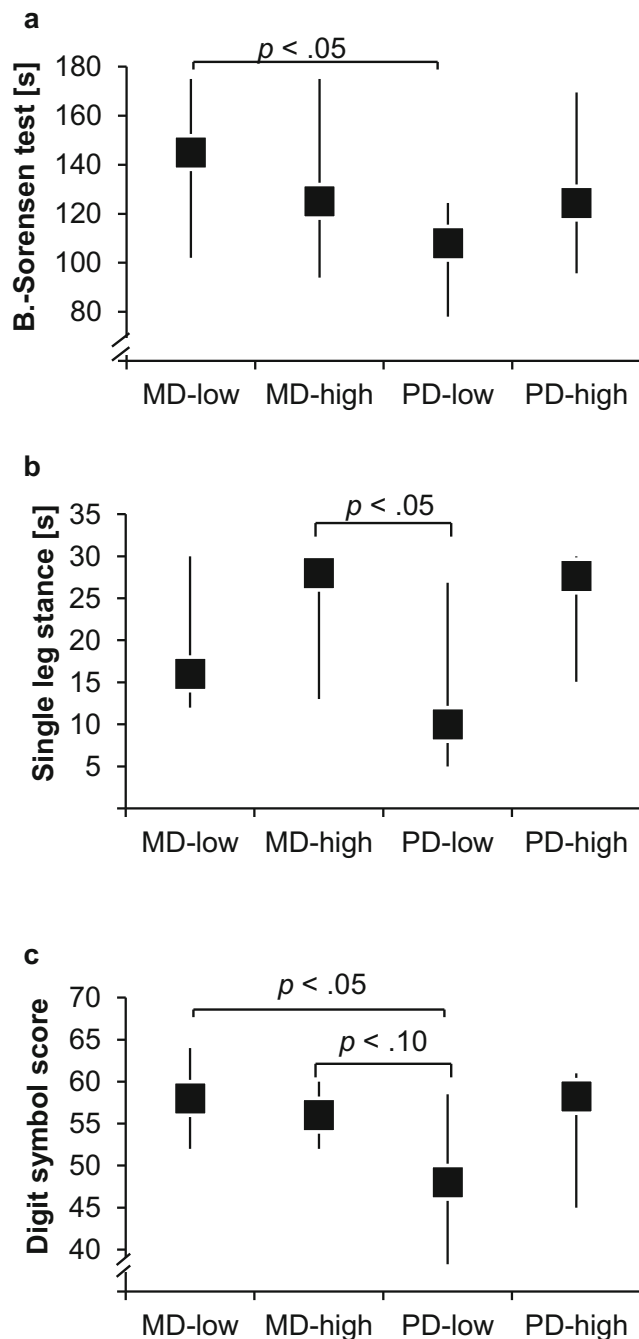 a
p < .05
B.-Sorensen test [s]
180
160
140
120
100
80
MD-low MD-high PD-low PD-high
b
p < .05
Single leg stance [s]
35
30
25
20
15
10
5
MD-low MD-high PD-low PD-high
c
p < .05
p < .10
Digit symbol score
70
65
60
55
50
45
40
MD-low MD-high PD-low PD-high